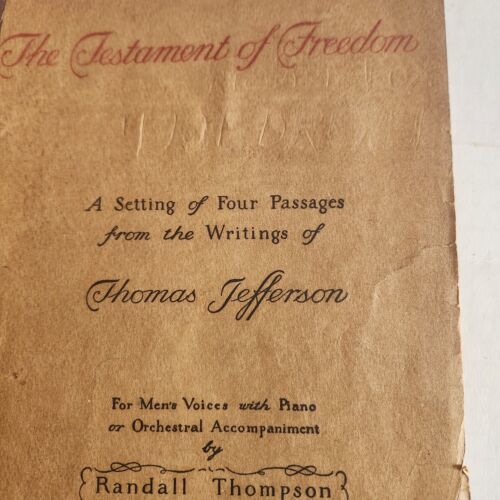 The Testament of Freedom
A Setting of Four Passages
from the Writings of
Thomas Jefferson
For Men's Voices with Piano
or Orchestral Accompaniment
by
Randall Thompson